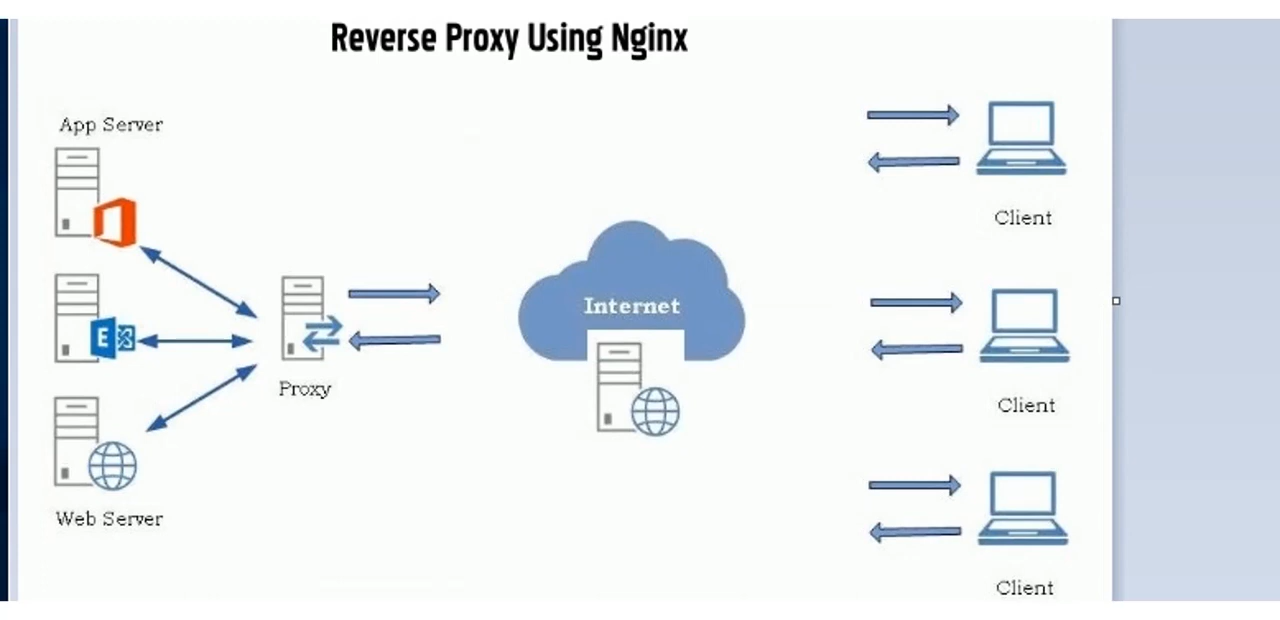 Reverse Proxy Using Nginx
App Server
Client
Internet
E
Proxy
Client
Web Server
Client